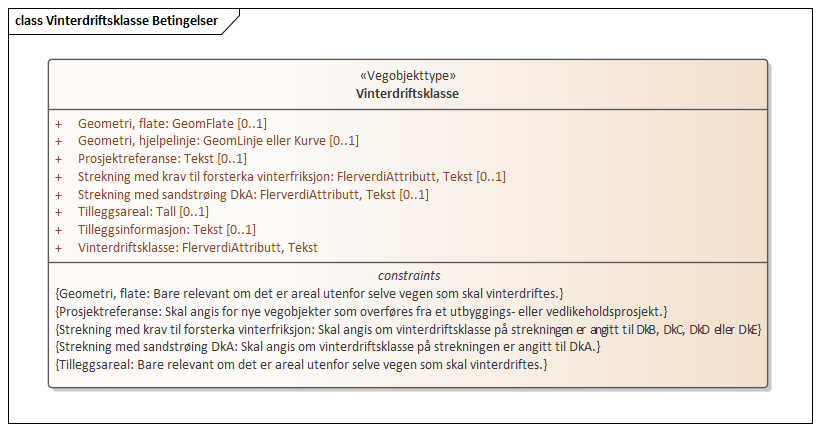 class Vinterdriftsklasse Betingelser
«Vegobjekttype»
Vinterdriftsklasse
+ Geometri, flate: GeomFlate [0..1]
+ Geometri, hjelpelinje: GeomLinje eller Kurve [0..1]
+ Prosjektreferanse: Tekst [0..1]
+ Strekning med krav til forsterka vinterfriksjon: FlerverdiAttributt, Tekst [0..1]
+ Strekning med sandstrøing DkA: FlerverdiAttributt, Tekst [0..1]
+ Tilleggsareal: Tall [0..1]
+ Tilleggsinformasjon: Tekst [0..1]
+ Vinterdriftsklasse: FlerverdiAttributt, Tekst
constraints
{Geometri, flate: Bare relevant om det er areal utenfor selve vegen som skal vinterdriftes.}
{Prosjektreferanse: Skal angis for nye vegobjekter som overføres fra et utbyggings- eller vedlikeholdsprosjekt.}
{Strekning med krav til forsterka vinterfriksjon: Skal angis om vinterdriftsklasse på strekningen er angitt til DkB, DkC, DkD eller DkE}
{Strekning med sandstrøing DkA: Skal angis om vinterdriftsklasse på strekningen er angitt til DkA.}
{Tilleggsareal: Bare relevant om det er areal utenfor selve vegen som skal vinterdriftes.}